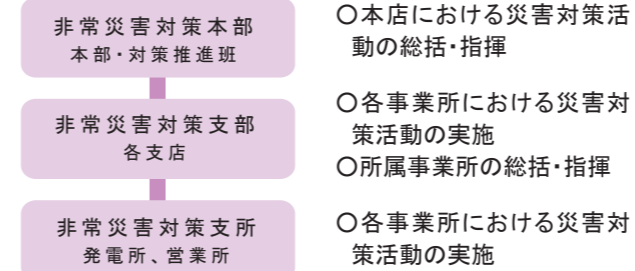 非常災害対策本部
本部・対策推進班
〇本店における災害対策活
動の総括・指揮
非常災害対策支部
各支店
〇各事業所における災害対
策活動の実施
〇所属事業所の総括・指揮
非常災害対策支所
発電所、営業所
〇各事業所における災害対
策活動の実施